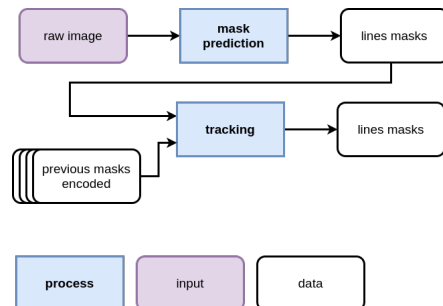 raw image
mask
prediction
lines masks
tracking
lines masks
previous masks
encoded
process
input
data